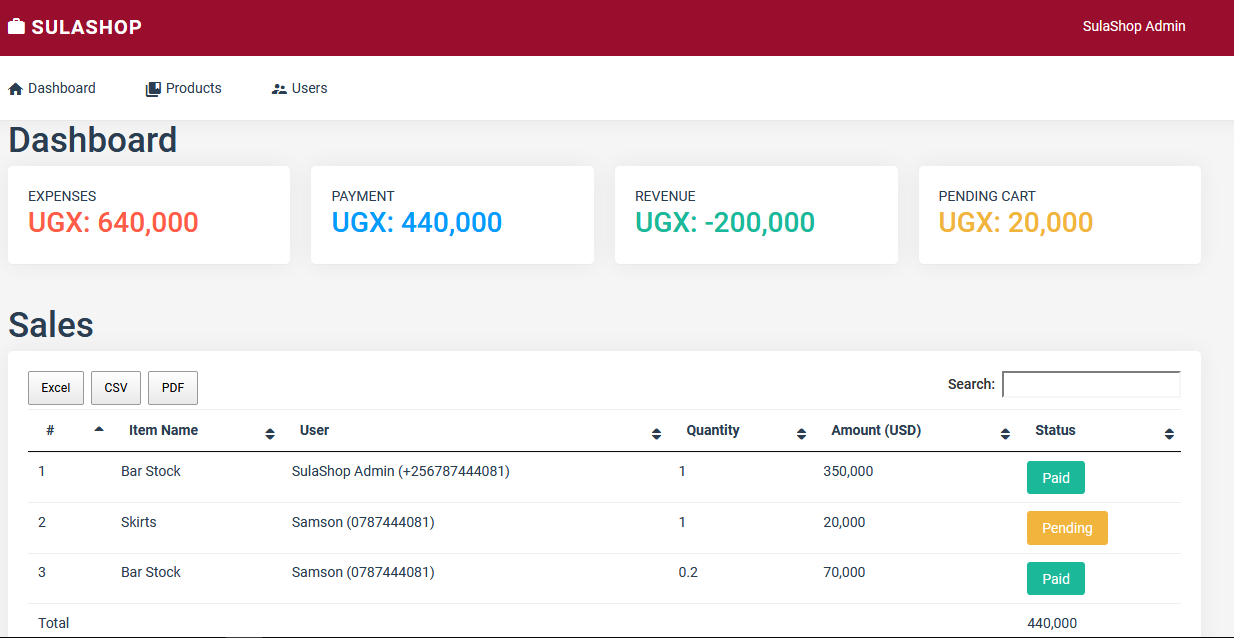 SULASHOP
SulaShop Admin
Dashboard Products Users
Dashboard
EXPENSES
UGX: 640,000
PAYMENT
UGX: 440,000
REVENUE
UGX: -200,000
PENDING CART
UGX: 20,000
Sales
Excel CSV PDF Search:
# Item Name User Quantity Amount (USD) Status
1 Bar Stock SulaShop Admin (+256787444081) 1 350,000 Paid
2 Skirts Samson (0787444081) 1 20,000 Pending
3 Bar Stock Samson (0787444081) 0.2 70,000 Paid
Total 440,000